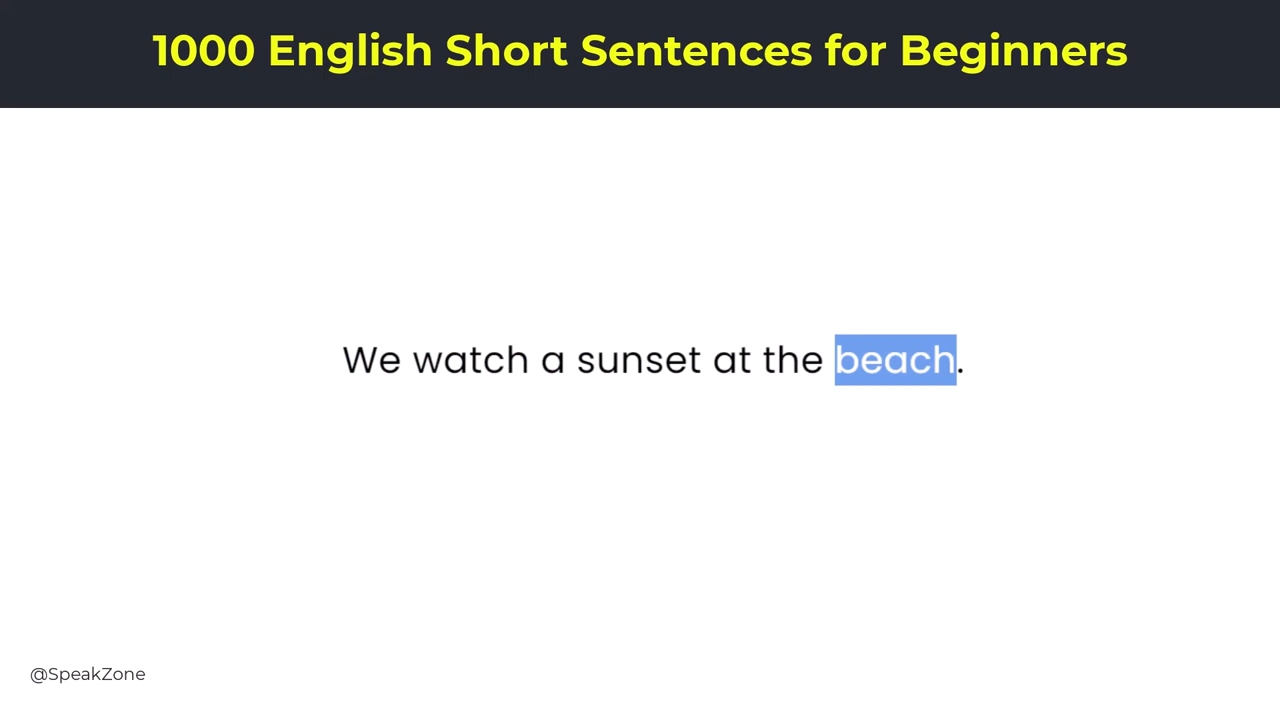 1000 English Short Sentences for Beginners
We watch a sunset at the beach.
@SpeakZone